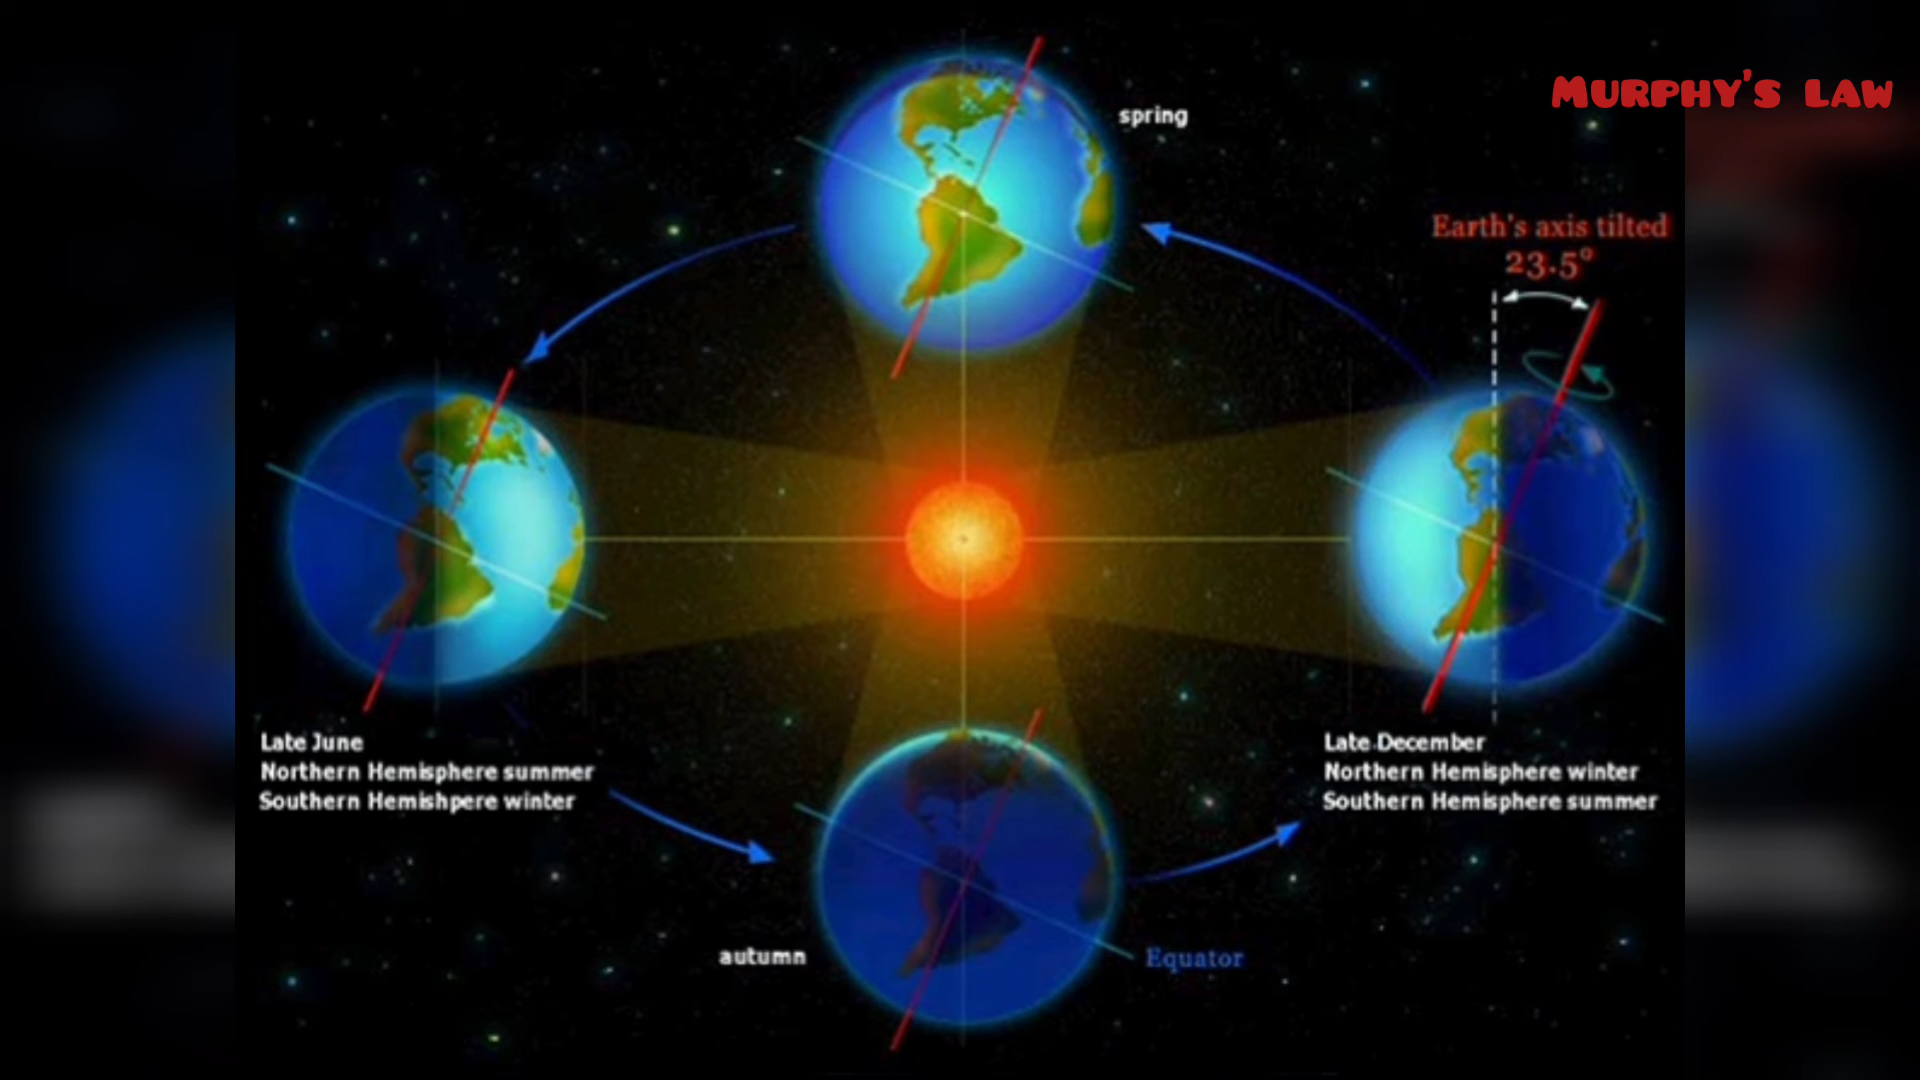 MURPHY'S LAW
spring
Earth's axis tilted
23.5°
Late June
Northern Hemisphere summer
Southern Hemishpere winter
Late December
Northern Hemisphere winter
Southern Hemisphere summer
autumn
Equator